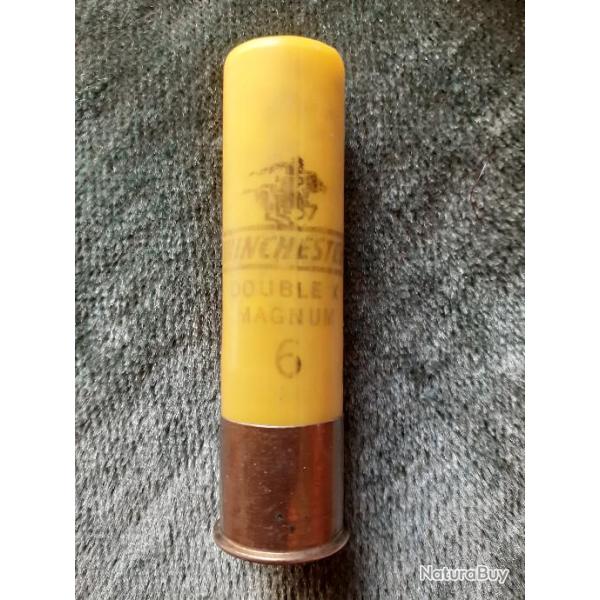 WINCHESTER
DOUBLE X
MAGNUM
6
NaturaBuy